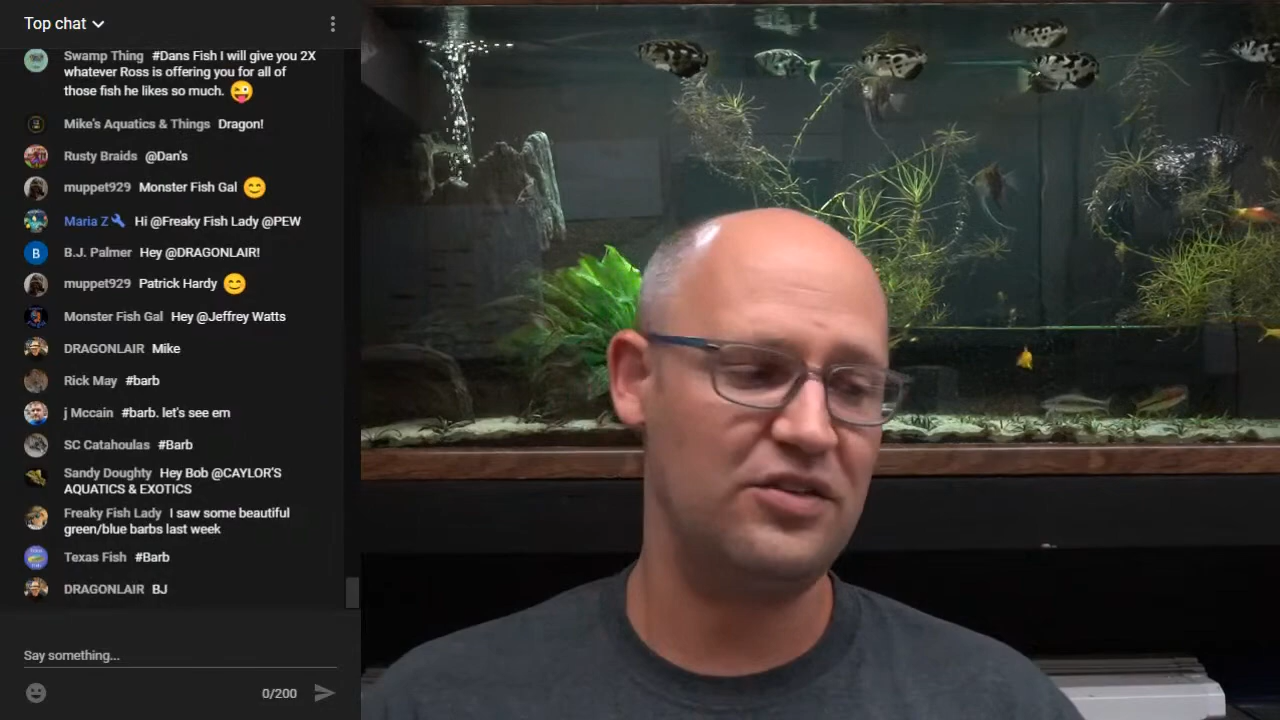 Top chat
Swamp Thing #Dans Fish I will give you 2X
whatever Ross is offering you for all of
those fish he likes so much. 😜
Mike's Aquatics & Things Dragon!
Rusty Braids @Dan's
muppet929 Monster Fish Gal 😊
Maria Z Hi @Freaky Fish Lady @PEW
B
B.J. Palmer Hey @DRAGONLAIR!
muppet929 Patrick Hardy 😊
Monster Fish Gal Hey @Jeffrey Watts
DRAGONLAIR Mike
Rick May #barb
j Mccain #barb. let's see em
SC Catahoulas #Barb
Sandy Doughty Hey Bob @CAYLOR'S
AQUATICS & EXOTICS
Freaky Fish Lady I saw some beautiful
green/blue barbs last week
Texas Fish #Barb
DRAGONLAIR BJ
Say something...
0/200